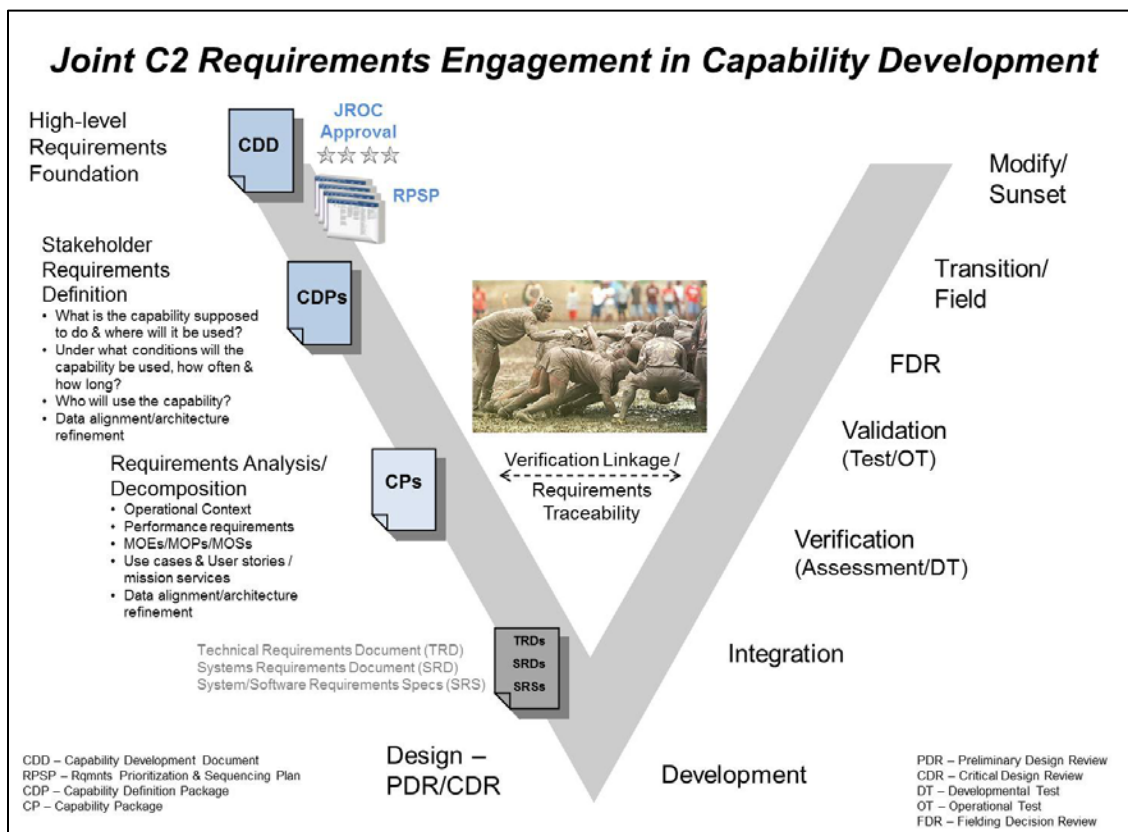 Joint C2 Requirements Engagement in Capability Development
High-level
Requirements
Foundation
CDD
JROC
Approval
RPSP
Stakeholder
Requirements
Definition
• What is the capability supposed
to do & where will it be used?
• Under what conditions will the
capability be used, how often &
how long?
• Who will use the capability?
• Data alignment/architecture
refinement
CDPs
Requirements Analysis/
Decomposition
• Operational Context
• Performance requirements
• MOEs/MOPs/MOSs
• Use cases & User stories /
mission services
• Data alignment/architecture
refinement
CPs
Verification Linkage /
Requirements
Traceability
Technical Requirements Document (TRD)
Systems Requirements Document (SRD)
System/Software Requirements Specs (SRS)
TRDs
SRDs
SRSs
Design –
PDR/CDR
Development
Integration
Verification
(Assessment/DT)
Validation
(Test/OT)
FDR
Transition/
Field
Modify/
Sunset
CDD – Capability Development Document
RPSP – Rqmnts Prioritization & Sequencing Plan
CDP – Capability Definition Package
CP – Capability Package
PDR – Preliminary Design Review
CDR – Critical Design Review
DT – Developmental Test
OT – Operational Test
FDR – Fielding Decision Review